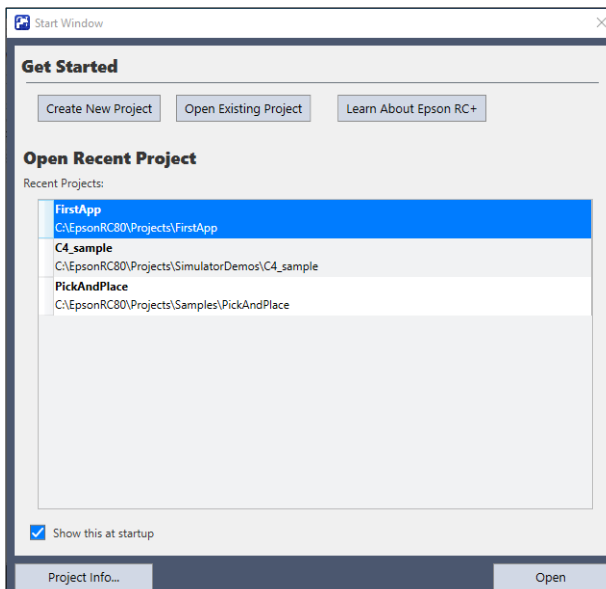 Start Window
Get Started
Create New Project Open Existing Project Learn About Epson RC+
Open Recent Project
Recent Projects:
FirstApp
C:\EpsonRC80\Projects\FirstApp
C4_sample
C:\EpsonRC80\Projects\SimulatorDemos\C4_sample
PickAndPlace
C:\EpsonRC80\Projects\Samples\PickAndPlace
Show this at startup
Project Info... Open